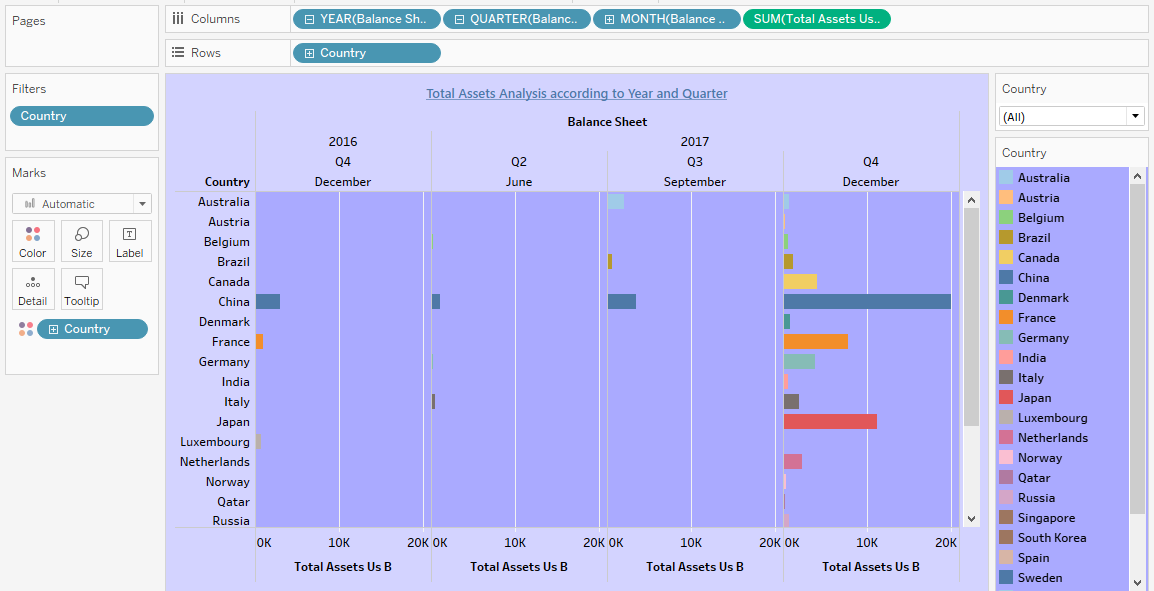 Pages
Columns
YEAR(Balance Sh..
QUARTER(Balanc..
MONTH(Balance ..
SUM(Total Assets Us..
Rows
Country
Filters
Country
Marks
Automatic
Color
Size
Label
Detail
Tooltip
Country
Total Assets Analysis according to Year and Quarter
Balance Sheet
2016
2017
Q4
Q2
Q3
Q4
Country
December
June
September
December
Australia
Austria
Belgium
Brazil
Canada
China
Denmark
France
Germany
India
Italy
Japan
Luxembourg
Netherlands
Norway
Qatar
Russia
0K 10K 20K
0K 10K 20K
0K 10K 20K
0K 10K 20K
Total Assets Us B
Total Assets Us B
Total Assets Us B
Total Assets Us B
Country
(All)
Country
Australia
Austria
Belgium
Brazil
Canada
China
Denmark
France
Germany
India
Italy
Japan
Luxembourg
Netherlands
Norway
Qatar
Russia
Singapore
South Korea
Spain
Sweden